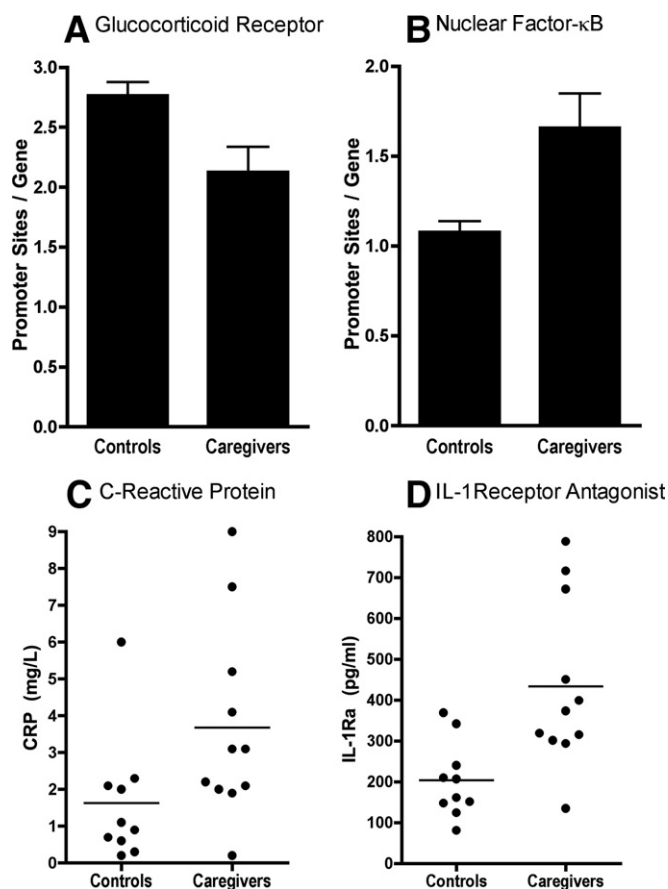 A Glucocorticoid Receptor
Promoter Sites / Gene
3.0
2.5
2.0
1.5
1.0
0.5
0.0
Controls Caregivers
B Nuclear Factor-κB
Promoter Sites / Gene
2.0
1.5
1.0
0.5
0.0
Controls Caregivers
C C-Reactive Protein
CRP (mg/L)
9
8
7
6
5
4
3
2
1
0
Controls Caregivers
D IL-1Receptor Antagonist
IL-1Ra (pg/ml)
800
700
600
500
400
300
200
100
0
Controls Caregivers